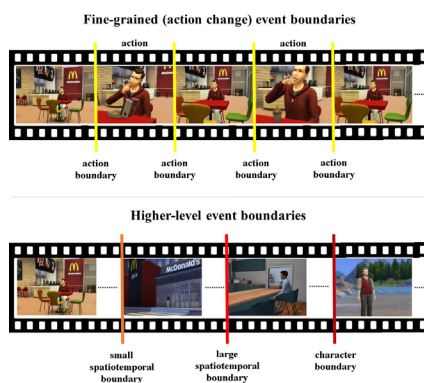 Fine-grained (action change) event boundaries
action action
action boundary
action boundary
action boundary
action boundary
Higher-level event boundaries
McDonald's
small spatiotemporal boundary
large spatiotemporal boundary
character boundary